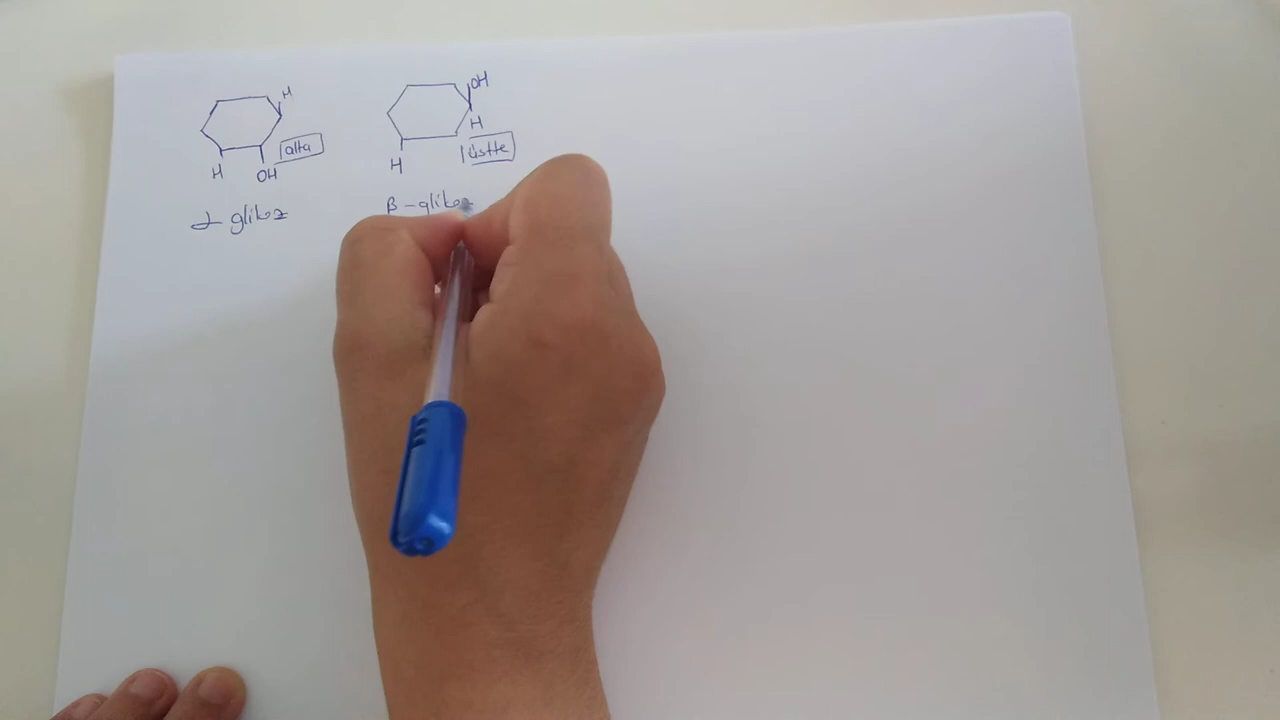 H
alta
H
OH
α glikoz
OH
H
üstte
H
β - glikoz